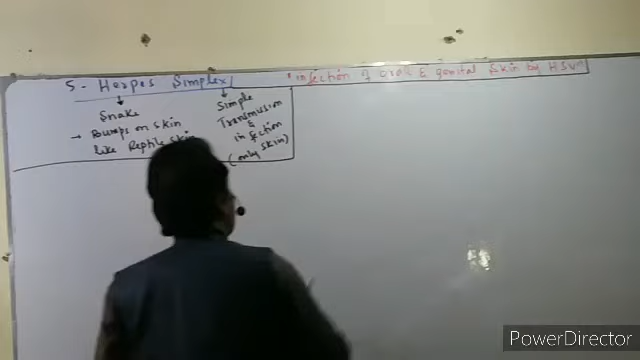 5. Herpes Simplex
* infection of oral & genital skin by HSV
Snake
→ Bumps on skin
like Reptile skin
Simple
Transmission
&
infection
(only skin)
PowerDirector